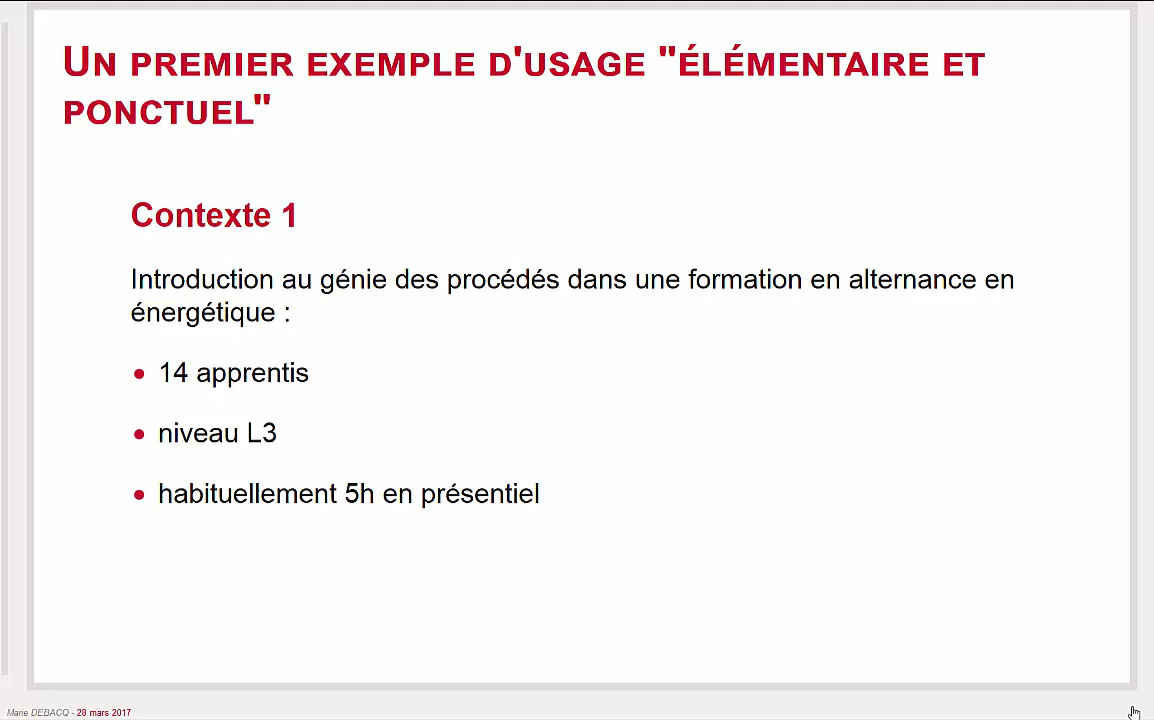 Un premier exemple d'usage "élémentaire et
ponctuel"
Contexte 1
Introduction au génie des procédés dans une formation en alternance en
énergétique :
• 14 apprentis
• niveau L3
• habituellement 5h en présentiel
Marie DEBACQ - 28 mars 2017